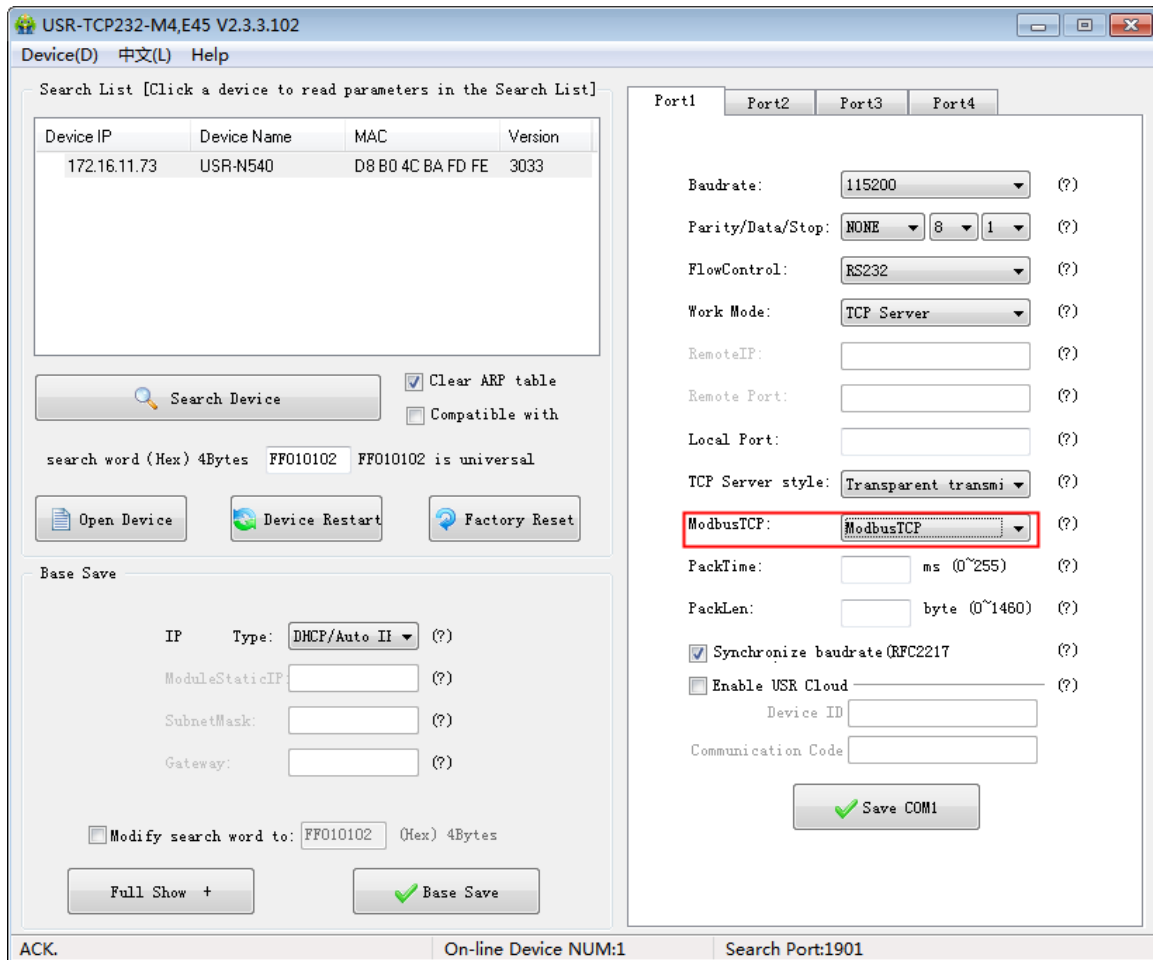 USR-TCP232-M4,E45 V2.3.3.102
Device(D) 中文(L) Help
Search List [Click a device to read parameters in the Search List]
Device IP Device Name MAC Version
172.16.11.73 USR-N540 D8 B0 4C BA FD FE 3033
Search Device
Clear ARP table
Compatible with
search word(Hex) 4Bytes FF010102 FF010102 is universal
Open Device Device Restart Factory Reset
Base Save
IP Type: DHCP/Auto IP (?)
ModuleStaticIP: (?)
SubnetMask: (?)
Gateway: (?)
Modify search word to: FF010102 (Hex) 4Bytes
Full Show + Base Save
Port1 Port2 Port3 Port4
Baudrate: 115200 (?)
Parity/Data/Stop: NONE 8 1 (?)
FlowControl: RS232 (?)
Work Mode: TCP Server (?)
RemoteIP: (?)
Remote Port: (?)
Local Port: (?)
TCP Server style: Transparent transmi (?)
ModbusTCP: ModbusTCP (?)
PackTime: ms (0~255) (?)
PackLen: byte (0~1460) (?)
Synchronize baudrate(RFC2217 (?)
Enable USR Cloud (?)
Device ID
Communication Code
Save COM1
ACK. On-line Device NUM:1 Search Port:1901